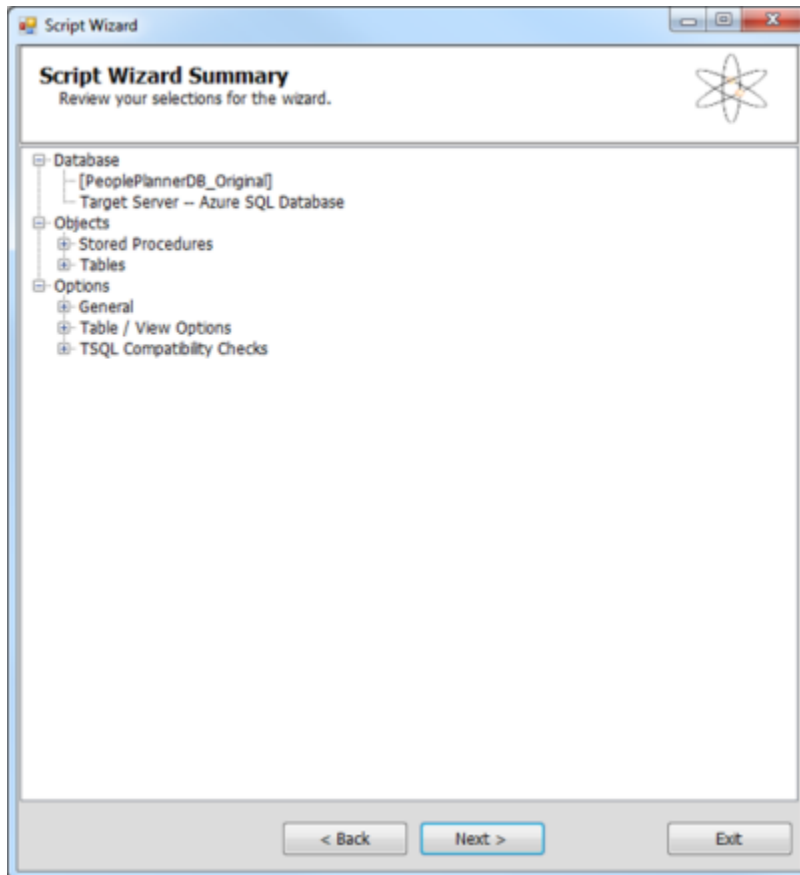 Script Wizard
Script Wizard Summary
Review your selections for the wizard.
Database
[PeoplePlannerDB_Original]
Target Server -- Azure SQL Database
Objects
Stored Procedures
Tables
Options
General
Table / View Options
TSQL Compatibility Checks
< Back Next > Exit